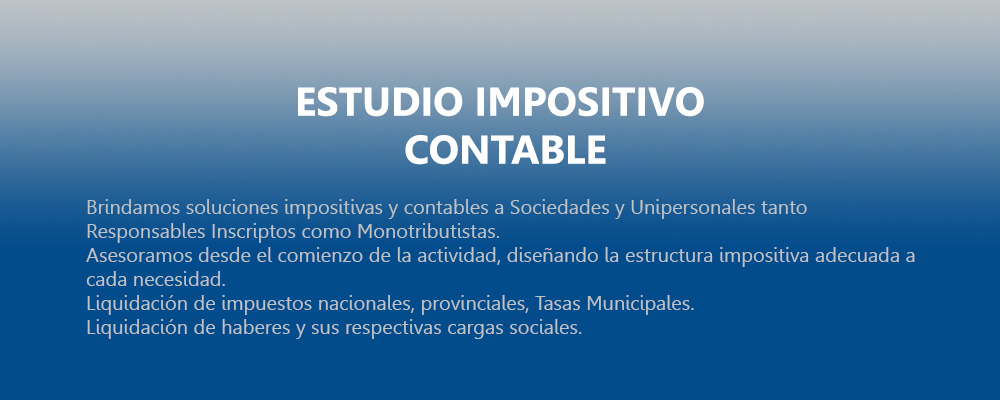 ESTUDIO IMPOSITIVO
CONTABLE
Brindamos soluciones impositivas y contables a Sociedades y Unipersonales tanto
Responsables Inscriptos como Monotributistas.
Asesoramos desde el comienzo de la actividad, diseñando la estructura impositiva adecuada a
cada necesidad.
Liquidación de impuestos nacionales, provinciales, Tasas Municipales.
Liquidación de haberes y sus respectivas cargas sociales.